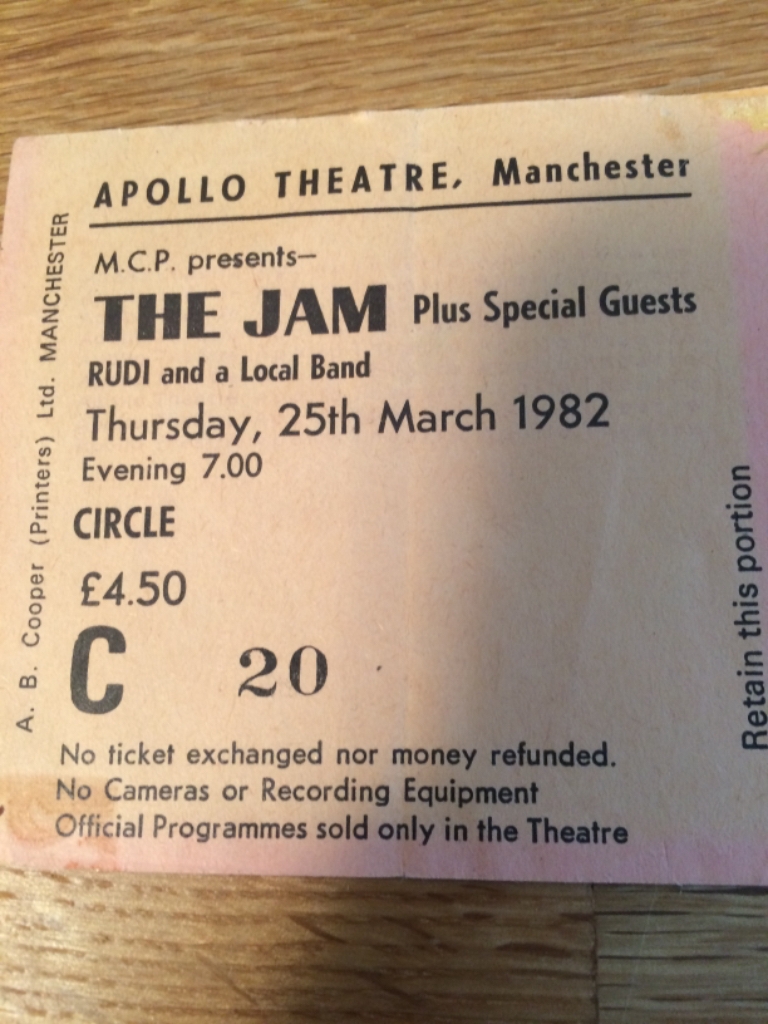 APOLLO THEATRE, Manchester
M.C.P. presents—
THE JAM Plus Special Guests
RUDI and a Local Band
Thursday, 25th March 1982
Evening 7.00
CIRCLE
£4.50
C 20
No ticket exchanged nor money refunded.
No Cameras or Recording Equipment
Official Programmes sold only in the Theatre
A. B. Cooper (Printers) Ltd. MANCHESTER
Retain this portion